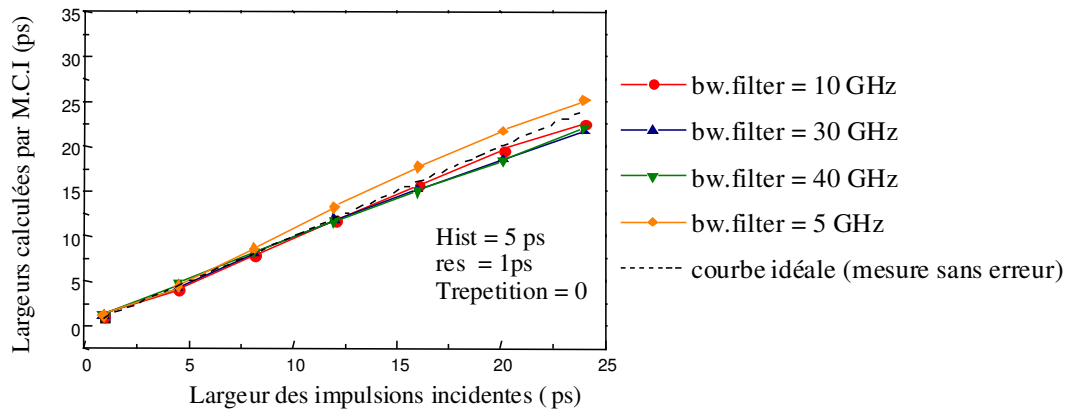 Largeurs calculées par M.C.I (ps)
35
30
25
20
15
10
5
0
0
5
10
15
20
25
Largeur des impulsions incidentes ( ps)
Hist = 5 ps
res = 1ps
Trepetition = 0
bw.filter = 10 GHz
bw.filter = 30 GHz
bw.filter = 40 GHz
bw.filter = 5 GHz
courbe idéale (mesure sans erreur)